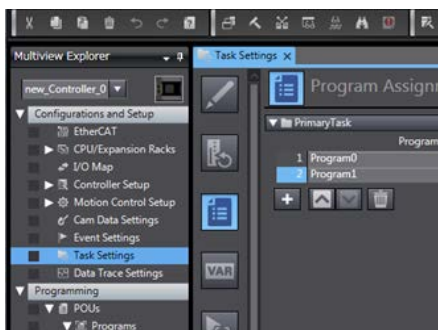 Multiview Explorer
Task Settings ×
new_Controller_0
Program Assignm
Configurations and Setup
EtherCAT
CPU/Expansion Racks
I/O Map
Controller Setup
Motion Control Setup
Cam Data Settings
Event Settings
Task Settings
Data Trace Settings
Programming
POUs
Programs
PrimaryTask
Program
1 Program0
2 Program1
VAR